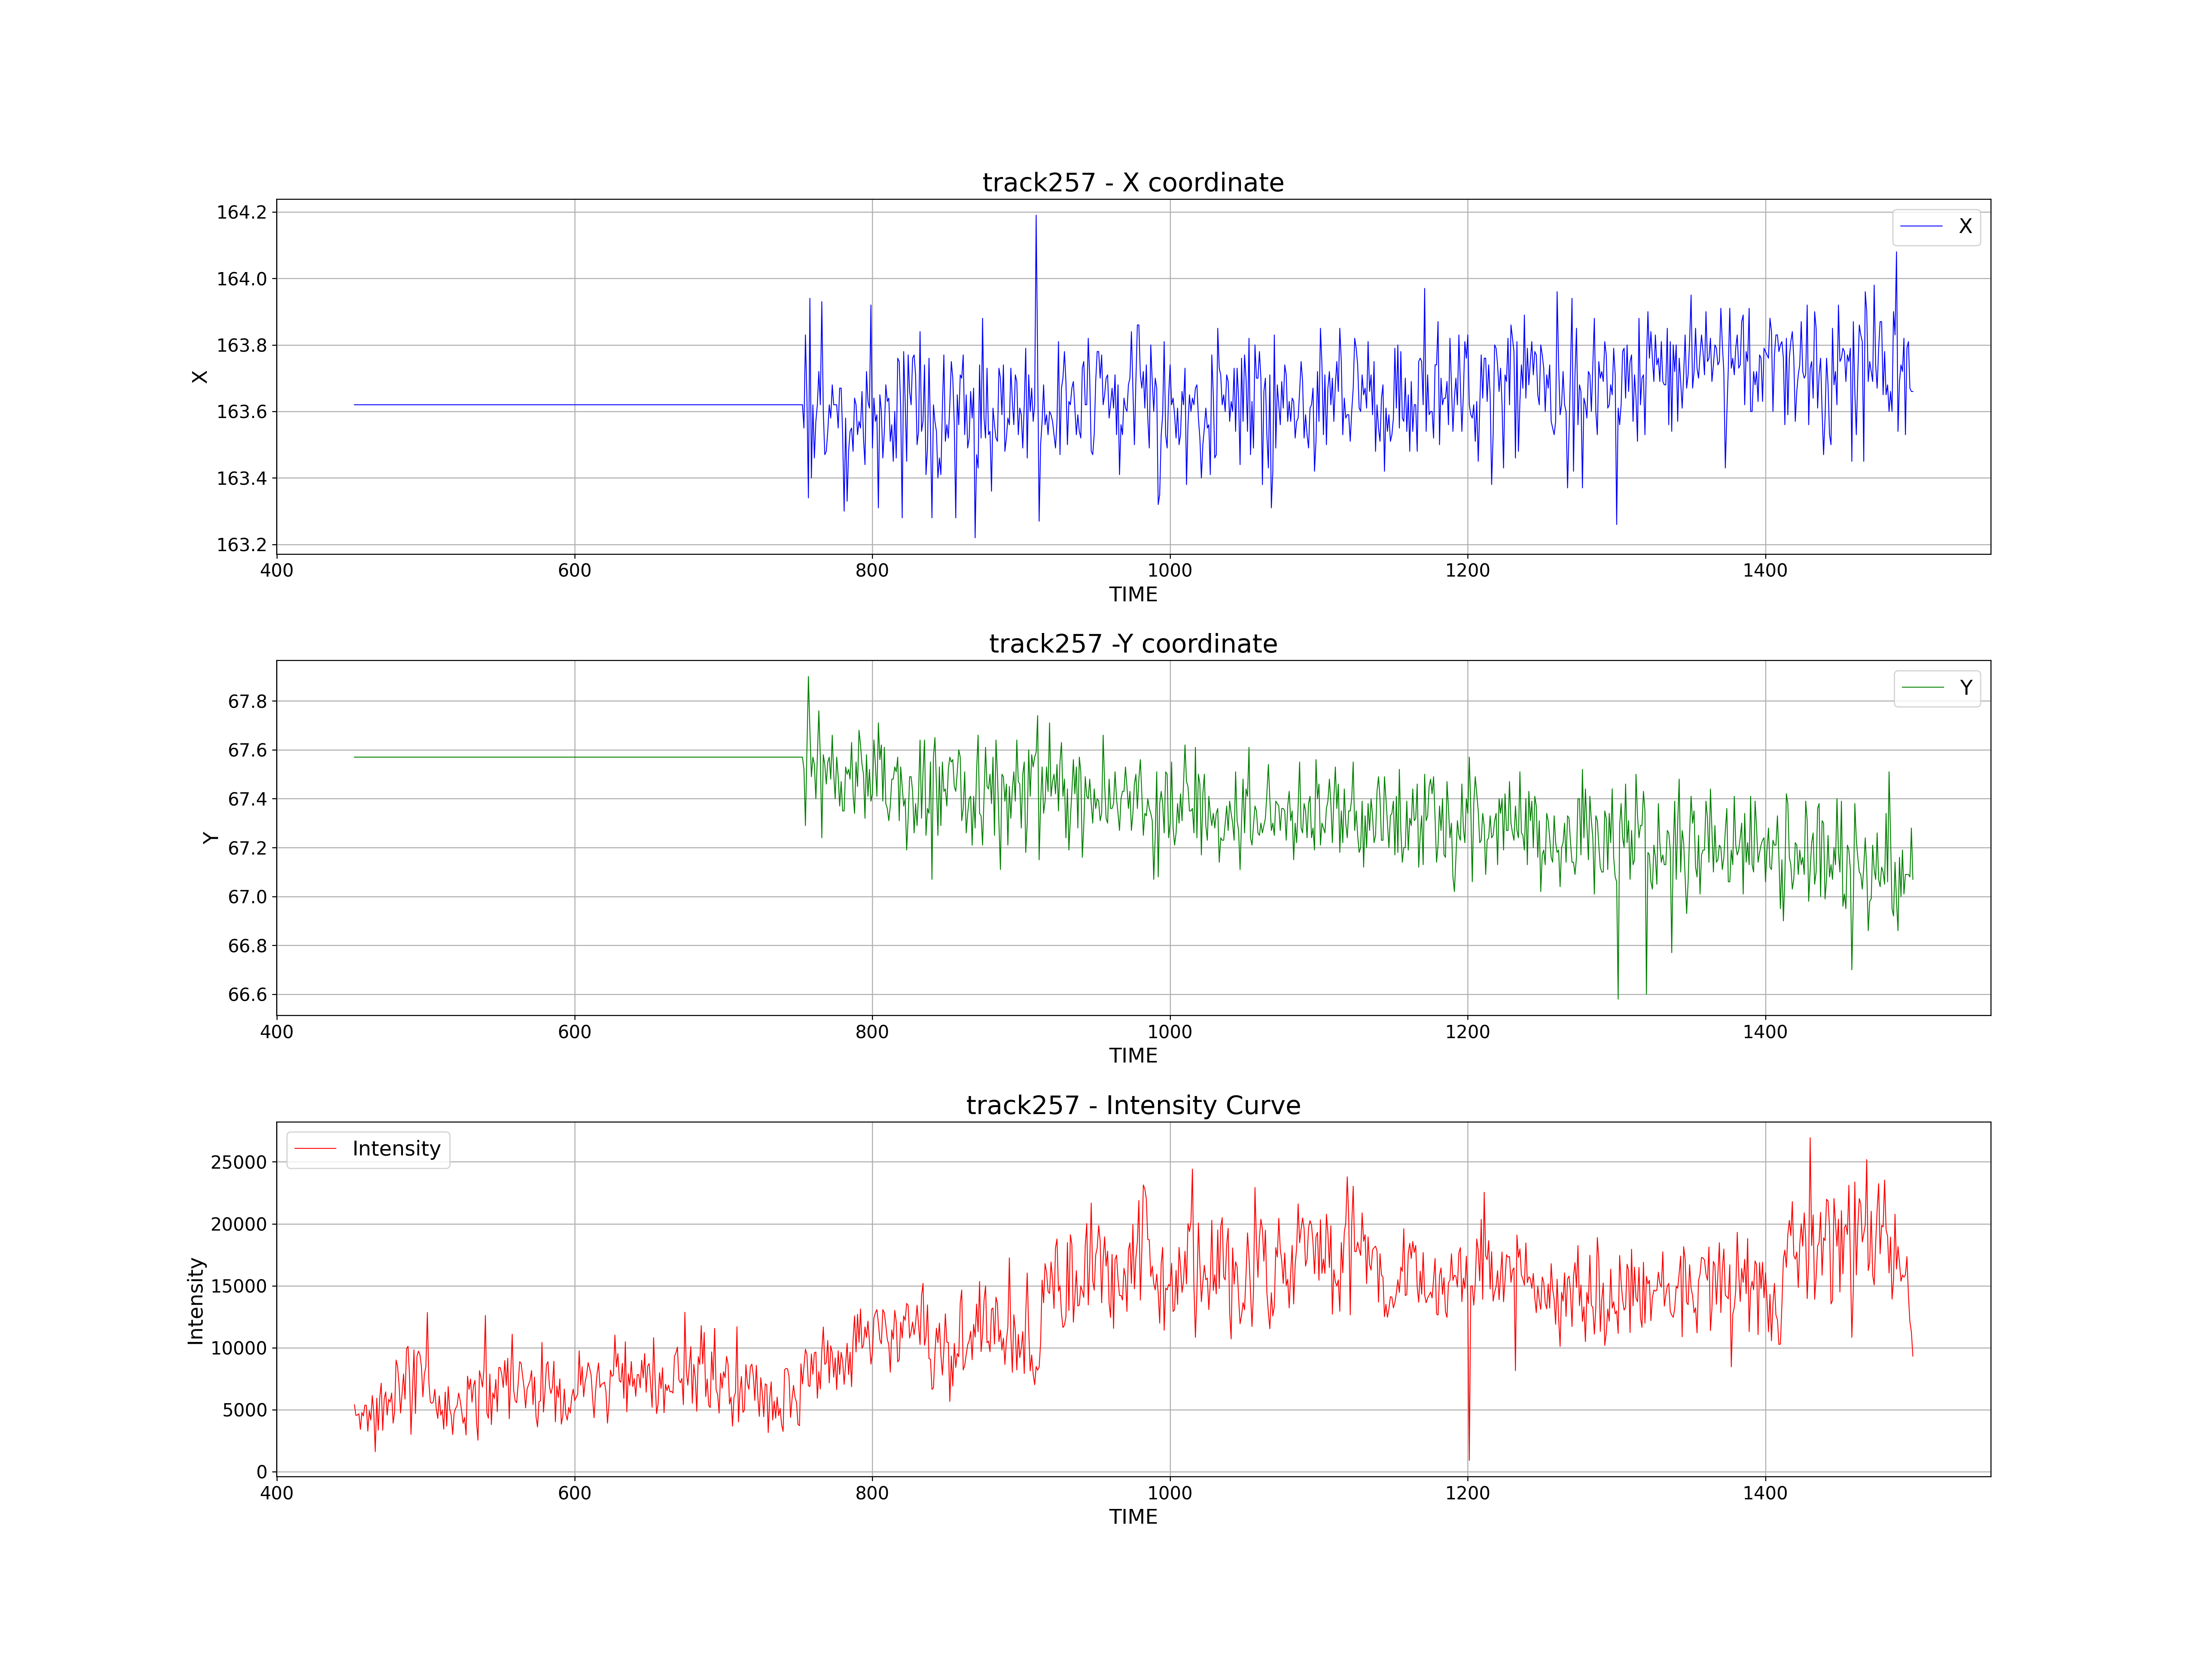 track257 - X coordinate
164.2
164.0
163.8
163.6
163.4
163.2
X
X
400 600 800 1000 1200 1400
TIME
track257 -Y coordinate
67.8
67.6
67.4
67.2
67.0
66.8
66.6
Y
Y
400 600 800 1000 1200 1400
TIME
track257 - Intensity Curve
Intensity
25000
20000
15000
10000
5000
0
Intensity
400 600 800 1000 1200 1400
TIME